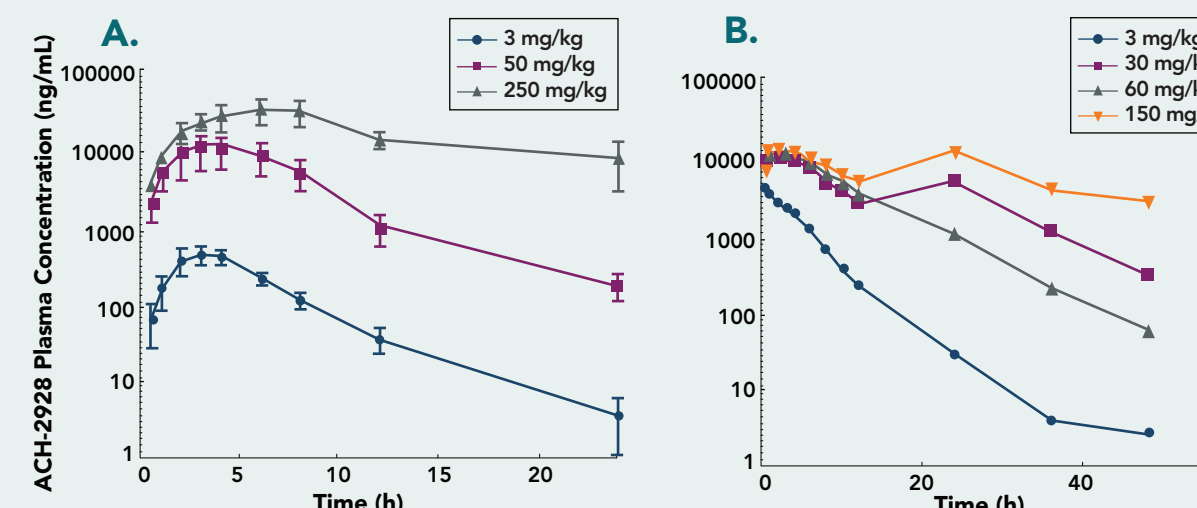 A.
3 mg/kg
50 mg/kg
250 mg/kg
ACH-2928 Plasma Concentration (ng/mL)
100000
10000
1000
100
10
1
0 5 10 15 20
Time (h)
B.
3 mg/kg
30 mg/k
60 mg/k
150 mg
100000
10000
1000
100
10
1
0 20 40
Time (h)